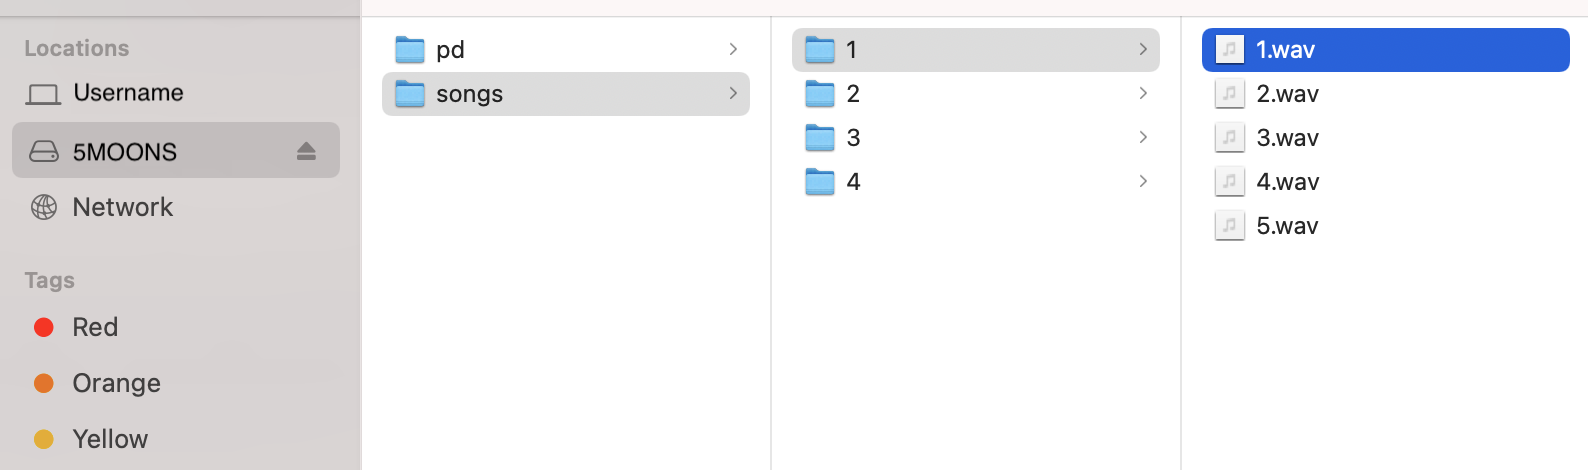 Locations
Username
5MOONS
Network
Tags
Red
Orange
Yellow
pd
songs
1
2
3
4
1.wav
2.wav
3.wav
4.wav
5.wav